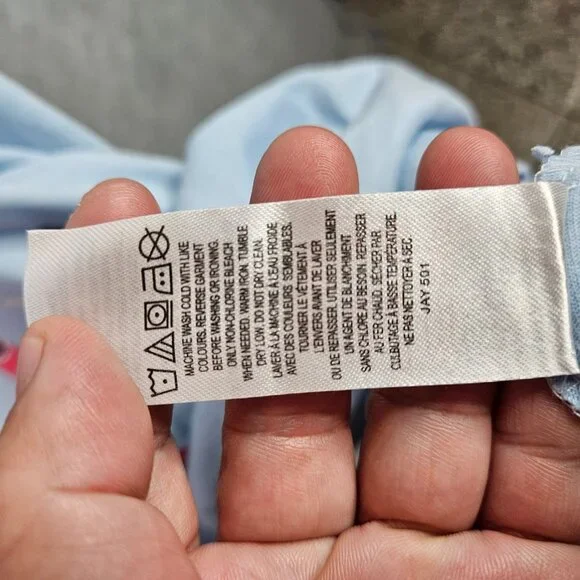 MACHINE WASH COLD WITH LIKE
COLOURS. REVERSE GARMENT
BEFORE WASHING OR IRONING.
ONLY NON-CHLORINE BLEACH
WHEN NEEDED. WARM IRON. TUMBLE
DRY LOW. DO NOT DRY CLEAN.
LAVER À LA MACHINE À L'EAU FROIDE
AVEC DES COULEURS SEMBLABLES.
TOURNER LE VÊTEMENT À
L'ENVERS AVANT DE LAVER
OU DE REPASSER. UTILISER SEULEMENT
UN AGENT DE BLANCHIMENT
SANS CHLORE AU BESOIN. REPASSER
AU FER CHAUD. SÉCHER PAR
CULBUTAGE À BASSE TEMPÉRATURE.
NE PAS NETTOYER À SEC
JAY 501